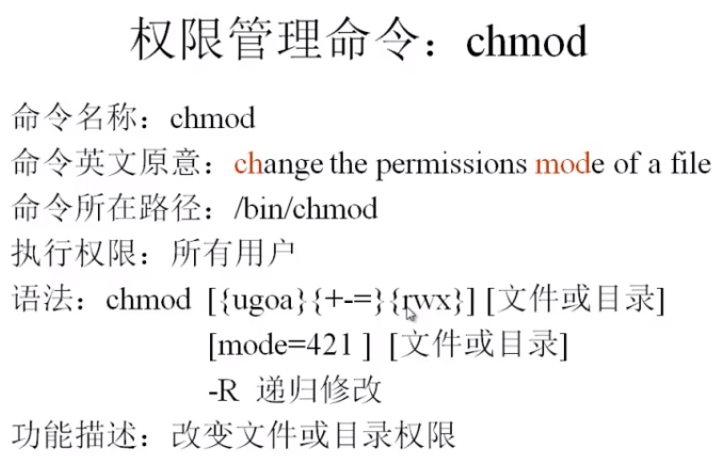 权限管理命令：chmod
命令名称：chmod
命令英文原意：change the permissions mode of a file
命令所在路径：/bin/chmod
执行权限：所有用户
语法：chmod [{ugoa}{+-=}{rwx}] [文件或目录]
[mode=421 ] [文件或目录]
-R 递归修改
功能描述：改变文件或目录权限